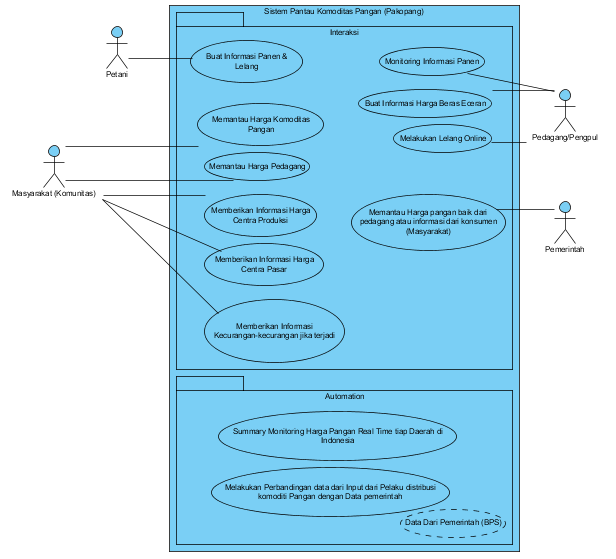 Sistem Pantau Komoditas Pangan (Pakopang)
Interaksi
Petani
Buat Informasi Panen &
Lelang
Monitoring Informasi Panen
Buat Informasi Harga Beras Eceran
Pedagang/Pengpul
Memantau Harga Komoditas
Pangan
Melakukan Lelang Online
Masyarakat (Komunitas)
Memantau Harga Pedagang
Memberikan Informasi Harga
Centra Produksi
Memantau Harga pangan baik dari
pedagang atau informasi dari konsumen
(Masyarakat)
Pemerintah
Memberikan Informasi Harga
Centra Pasar
Memberikan Informasi
Kecurangan-kecurangan jika terjadi
Automation
Summary Monitoring Harga Pangan Real Time tiap Daerah di
Indonesia
Melakukan Perbandingan data dari Input dari Pelaku distribusi
komoditi Pangan dengan Data pemerintah
Data Dari Pemerintah (BPS)